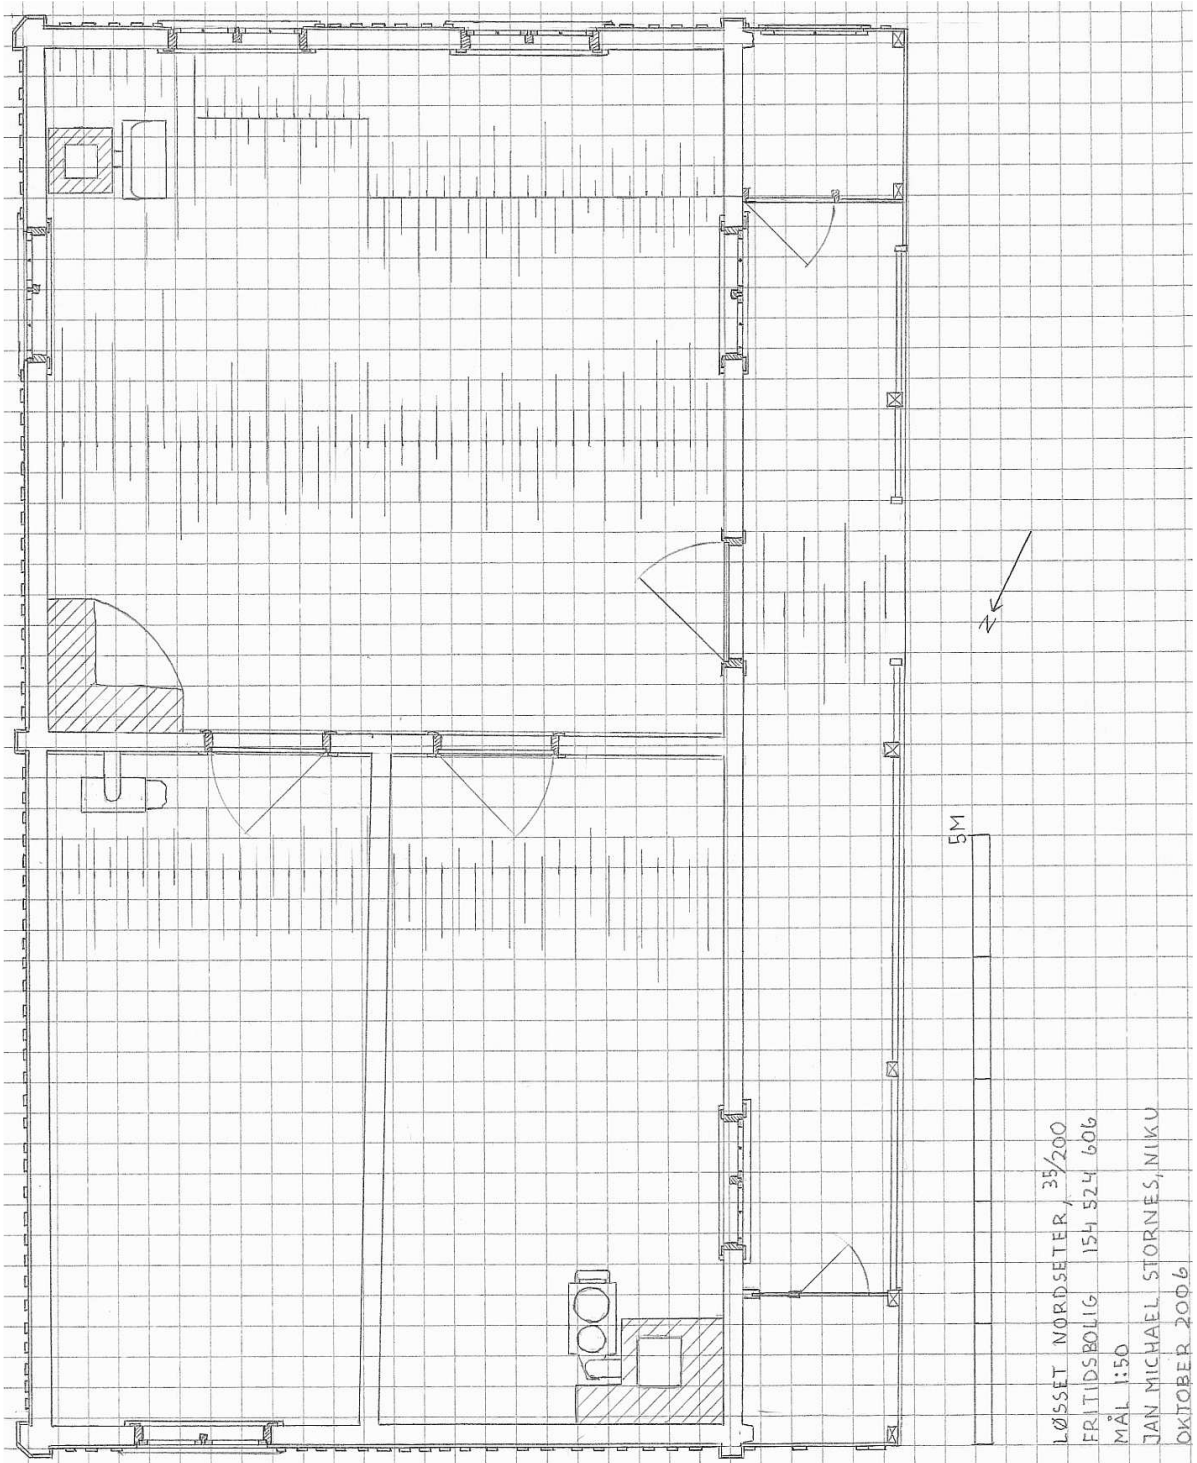 LØSSET NORDSETER, 35/200
FRITIDSBOLIG 154 524 606
MÅL 1:50
JAN MICHAEL STORNES, NIKU
OKTOBER 2006
5M
N